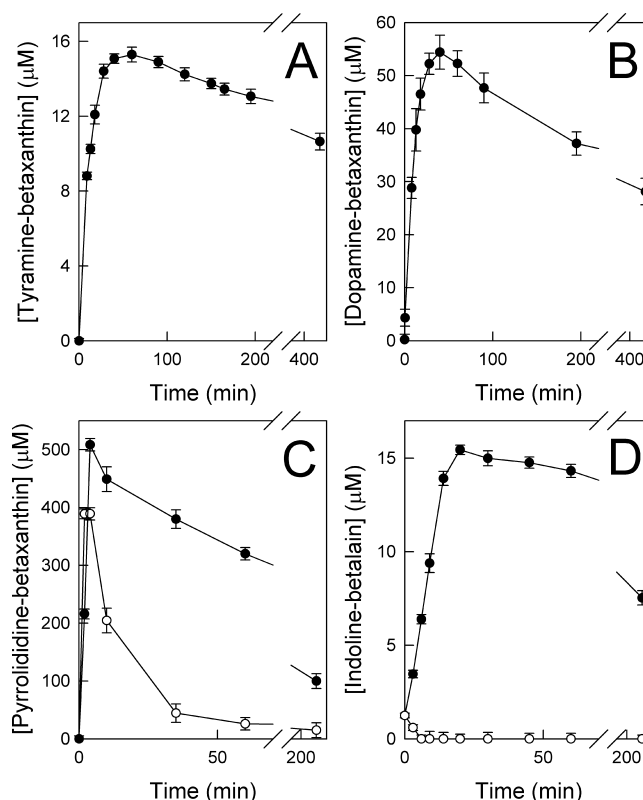 A
[Tyramine-betaxanthin] (μM)
16
12
8
4
0
0 100 200 400
Time (min)
B
[Dopamine-betaxanthin] (μM)
60
50
40
30
20
10
0
0 100 200 400
Time (min)
C
[Pyrrolididine-betaxanthin] (μM)
500
400
300
200
100
0
0 50 200
Time (min)
D
[Indoline-betalain] (μM)
15
10
5
0
0 50 200
Time (min)